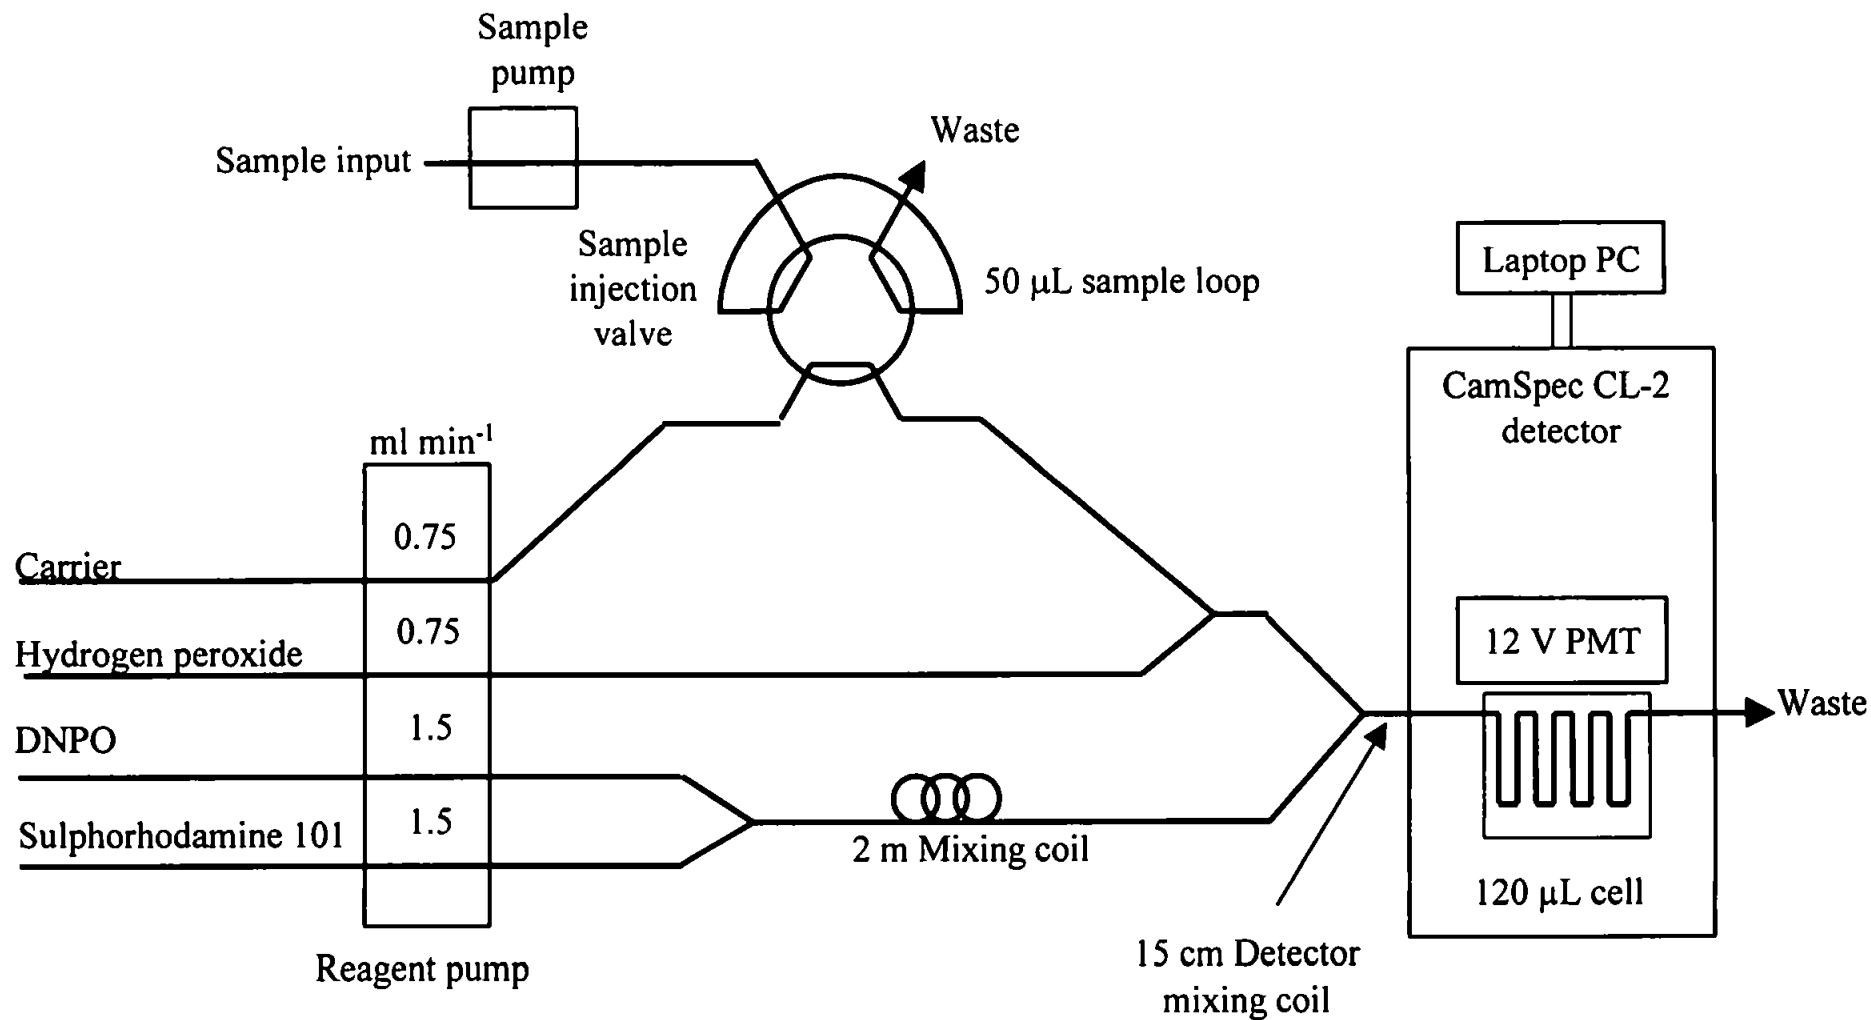 Sample
pump
Sample input
Waste
Sample
injection
valve
50 µL sample loop
Laptop PC
CamSpec CL-2
detector
ml min-1
0.75
Carrier
0.75
Hydrogen peroxide
12 V PMT
1.5
DNPO
Waste
1.5
Sulphorhodamine 101
2 m Mixing coil
120 µL cell
Reagent pump
15 cm Detector
mixing coil